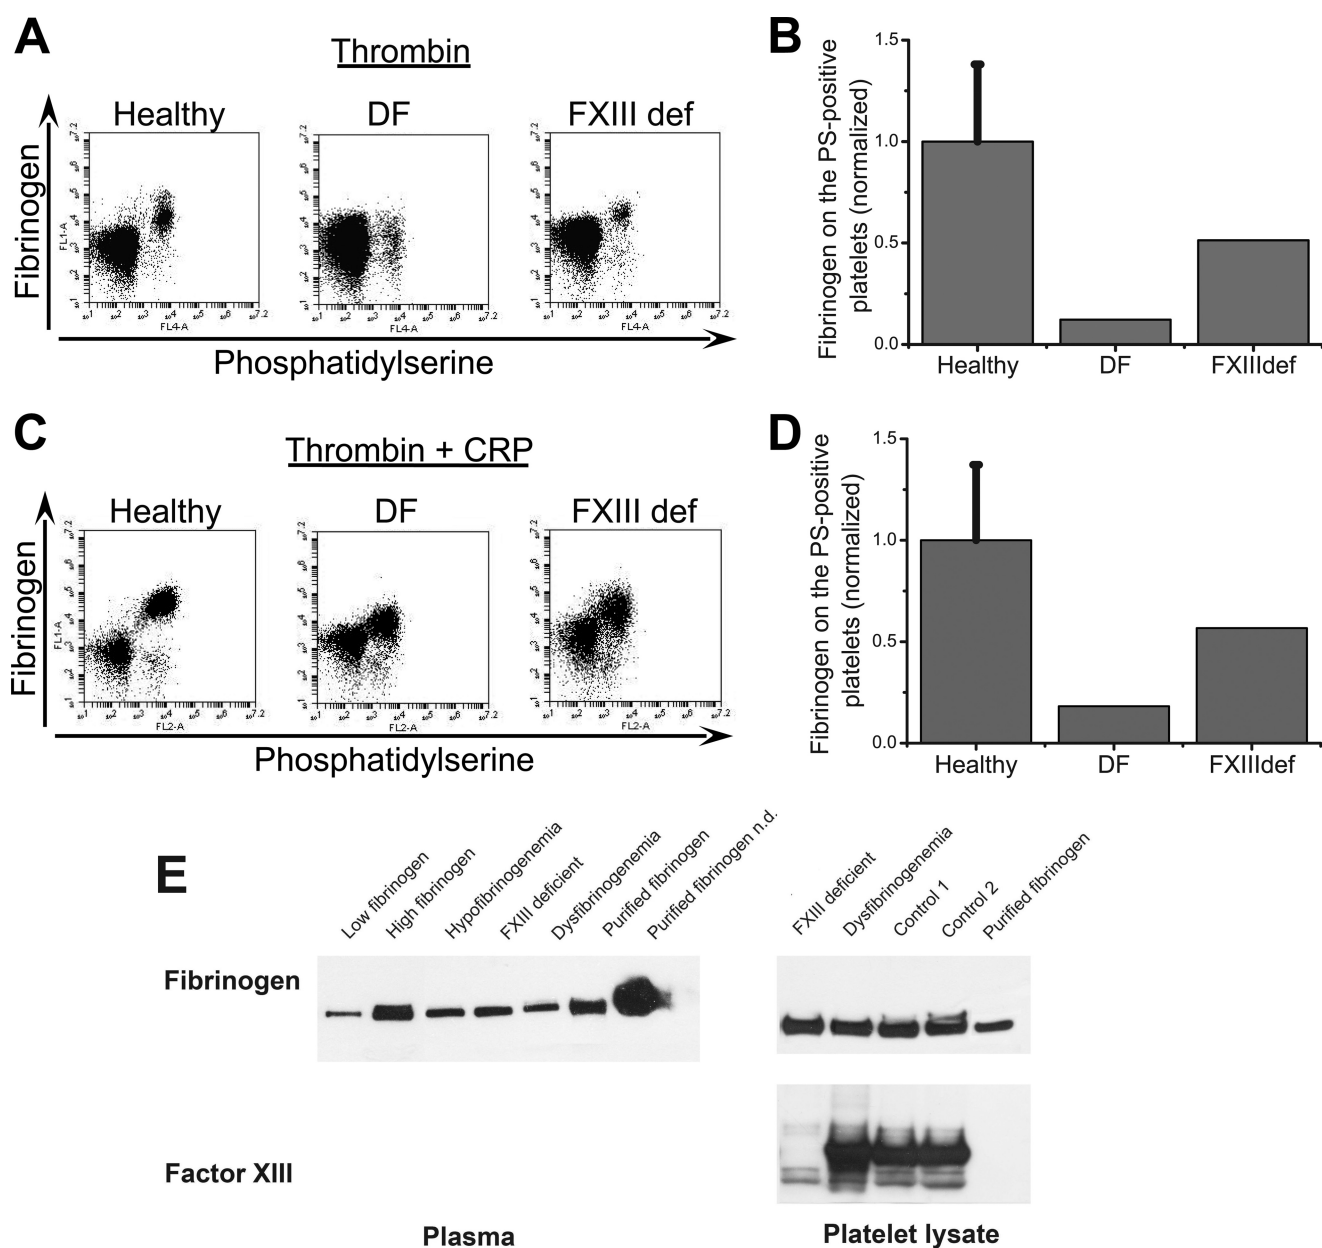 A
Thrombin
Healthy
DF
FXIII def
Fibrinogen
FL1-A
FL4-A
FL4-A
FL4-A
Phosphatidylserine
B
Fibrinogen on the PS-positive
platelets (normalized)
1.5
1.0
0.5
0.0
Healthy
DF
FXIIIdef
C
Thrombin + CRP
Healthy
DF
FXIII def
Fibrinogen
FL1-A
FL2-A
FL2-A
FL2-A
Phosphatidylserine
D
Fibrinogen on the PS-positive
platelets (normalized)
1.5
1.0
0.5
0.0
Healthy
DF
FXIIIdef
E
Low fibrinogen
High fibrinogen
Hypofibrinogenemia
FXIII deficient
Dysfibrinogenemia
Purified fibrinogen
Purified fibrinogen n.d.
FXIII deficient
Dysfibrinogenemia
Control 1
Control 2
Purified fibrinogen
Fibrinogen
Factor XIII
Plasma
Platelet lysate